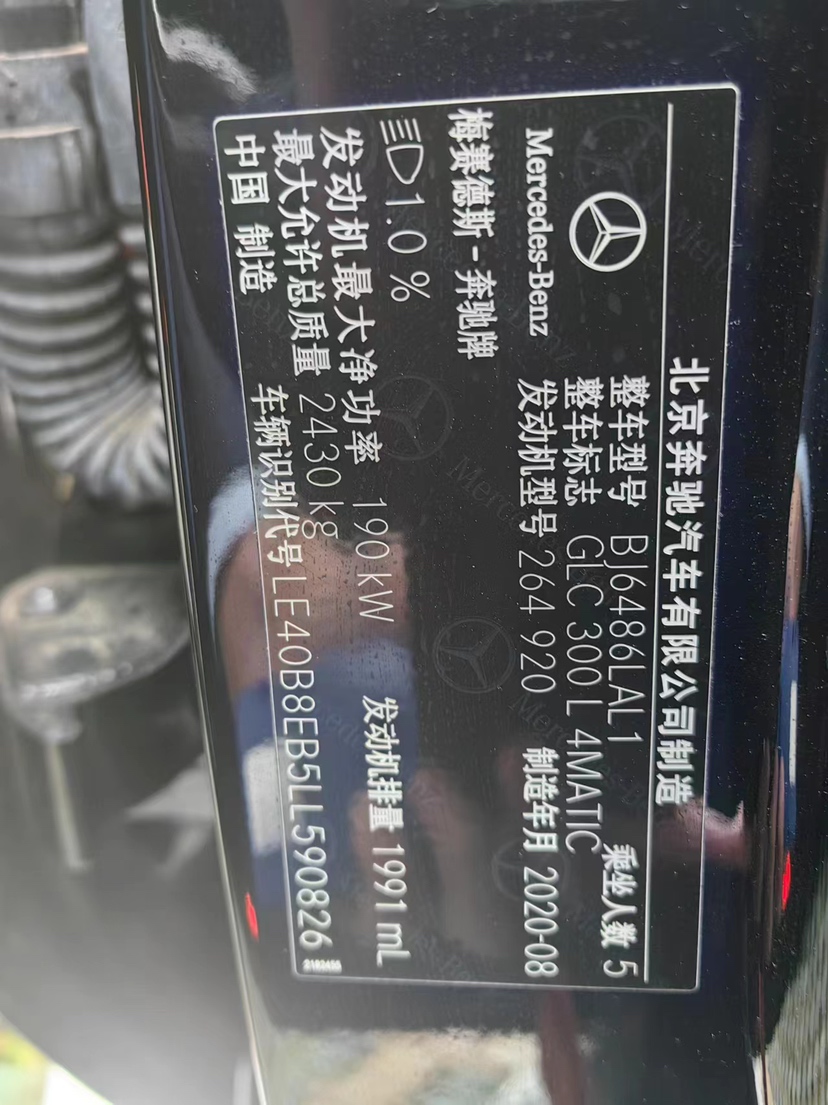 北京奔驰汽车有限公司制造
Mercedes-Benz
梅赛德斯-奔驰牌
整车型号 BJ6486LAL1 乘坐人数 5
整车标志 GLC 300 L 4MATIC
发动机型号 264 920 制造年月 2020-08
1.0 %
发动机最大净功率 190 kW 发动机排量 1991 mL
最大允许总质量 2430 kg
中国 制造 车辆识别代号 LE40B8EB5LL590826